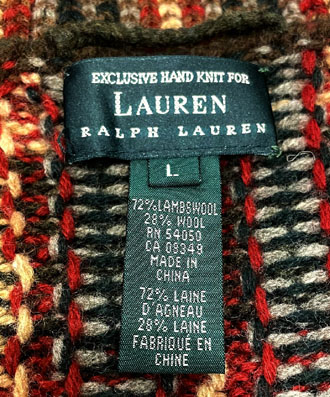 EXCLUSIVE HAND KNIT FOR
LAUREN
RALPH LAUREN
L
72%LAMBSWOOL
28% WOOL
RN 54050
CA 09349
MADE IN
CHINA
72% LAINE
D'AGNEAU
28% LAINE
FABRIQUÉ EN
CHINE